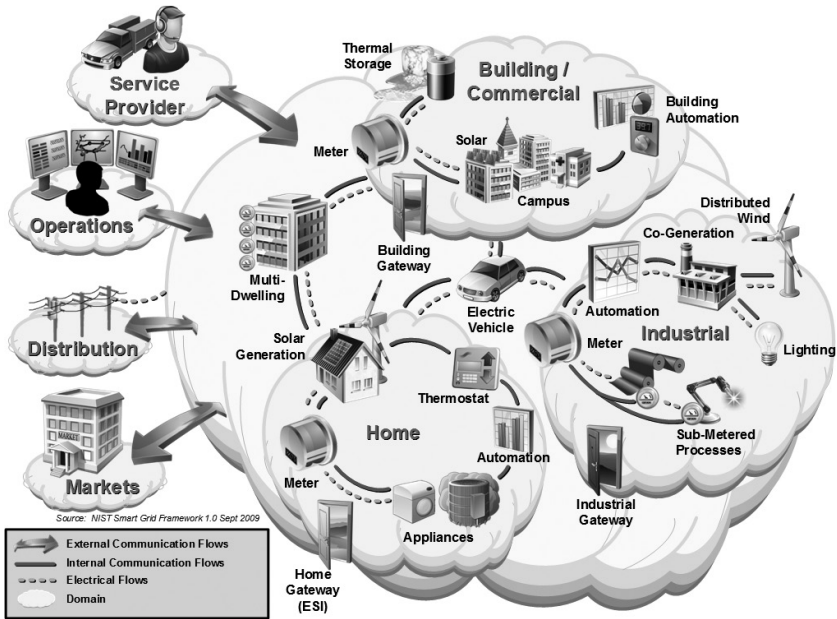 Service
Provider
Operations
Distribution
MARKET
Markets
Source: NIST Smart Grid Framework 1.0 Sept 2009
External Communication Flows
Internal Communication Flows
Electrical Flows
Domain
Thermal
Storage
Building /
Commercial
Building
Automation
Meter
Solar
Campus
Building
Gateway
Multi-
Dwelling
Electric
Vehicle
Distributed
Wind
Co-Generation
Automation
Industrial
Meter
Lighting
Sub-Metered
Processes
Industrial
Gateway
Solar
Generation
Thermostat
Home
Automation
Meter
Appliances
Home
Gateway
(ESI)